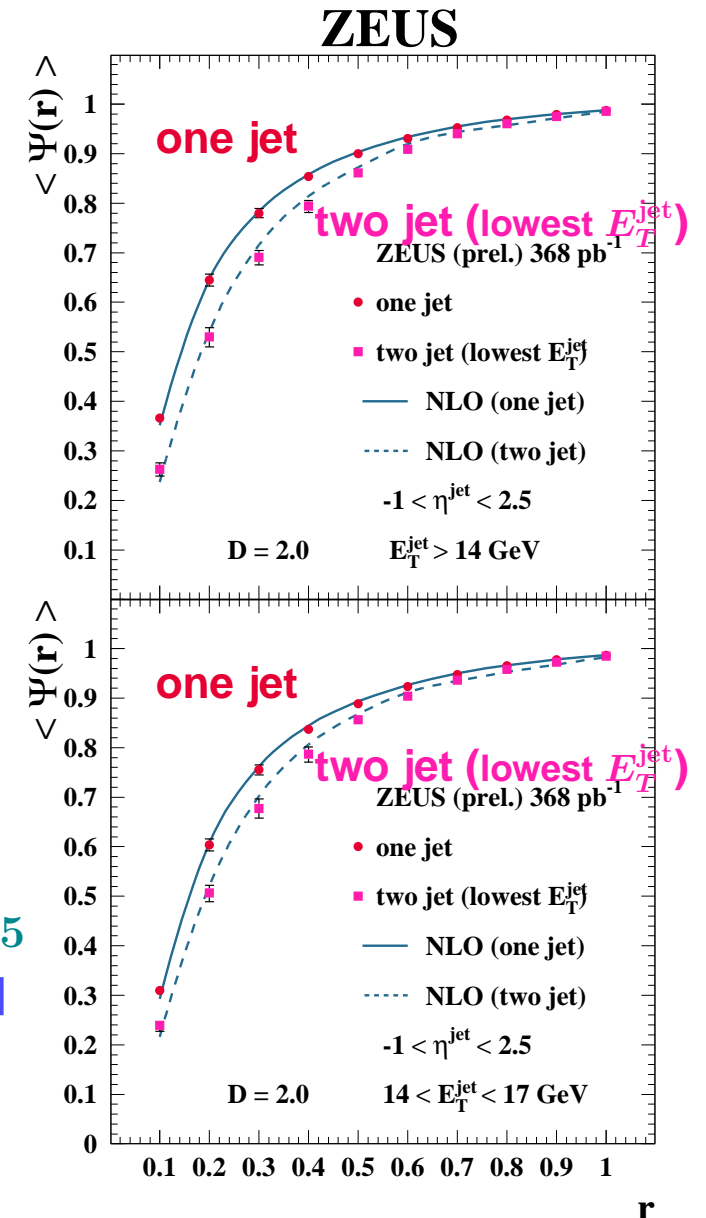 ZEUS
< Ψ(r) >
1
0.9
0.8
0.7
0.6
0.5
0.4
0.3
0.2
0.1
one jet
two jet (lowest E_T^jet)
ZEUS (prel.) 368 pb^-1
one jet
two jet (lowest E_T^jet)
NLO (one jet)
NLO (two jet)
-1 < η^jet < 2.5
D = 2.0 E_T^jet > 14 GeV
< Ψ(r) >
1
0.9
0.8
0.7
0.6
0.5
0.4
0.3
0.2
0.1
0
one jet
two jet (lowest E_T^jet)
ZEUS (prel.) 368 pb^-1
one jet
two jet (lowest E_T^jet)
NLO (one jet)
NLO (two jet)
-1 < η^jet < 2.5
D = 2.0 14 < E_T^jet < 17 GeV
5
0.1 0.2 0.3 0.4 0.5 0.6 0.7 0.8 0.9 1
r